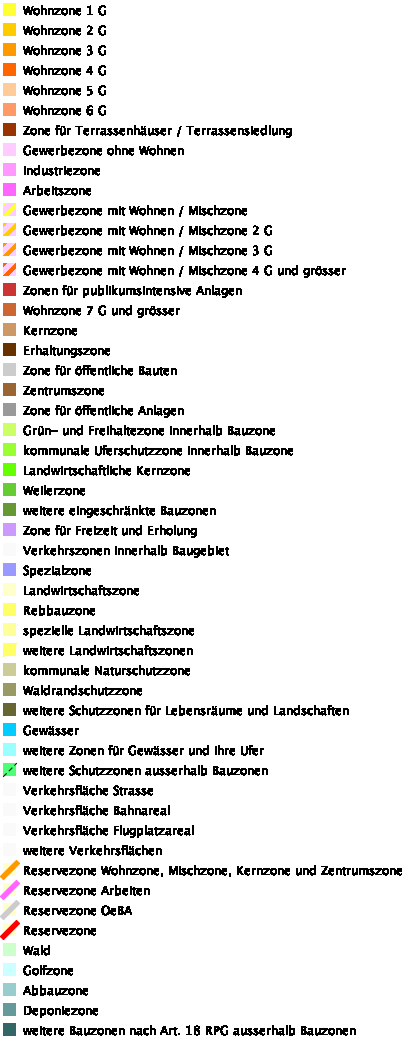 Wohnzone 1 G
Wohnzone 2 G
Wohnzone 3 G
Wohnzone 4 G
Wohnzone 5 G
Wohnzone 6 G
Zone für Terrassenhäuser / Terrassensiedlung
Gewerbezone ohne Wohnen
Industriezone
Arbeitszone
Gewerbezone mit Wohnen / Mischzone
Gewerbezone mit Wohnen / Mischzone 2 G
Gewerbezone mit Wohnen / Mischzone 3 G
Gewerbezone mit Wohnen / Mischzone 4 G und grösser
Zonen für publikumsintensive Anlagen
Wohnzone 7 G und grösser
Kernzone
Erhaltungszone
Zone für öffentliche Bauten
Zentrumszone
Zone für öffentliche Anlagen
Grün- und Freihaltezone innerhalb Bauzone
kommunale Uferschutzzone innerhalb Bauzone
Landwirtschaftliche Kernzone
Weilerzone
weitere eingeschränkte Bauzonen
Zone für Freizeit und Erholung
Verkehrszonen innerhalb Baugebiet
Spezialzone
Landwirtschaftszone
Rebbauzone
spezielle Landwirtschaftszone
weitere Landwirtschaftszonen
kommunale Naturschutzzone
Waldrandschutzzone
weitere Schutzzonen für Lebensräume und Landschaften
Gewässer
weitere Zonen für Gewässer und ihre Ufer
weitere Schutzzonen ausserhalb Bauzonen
Verkehrsfläche Strasse
Verkehrsfläche Bahnareal
Verkehrsfläche Flugplatzareal
weitere Verkehrsflächen
Reservezone Wohnzone, Mischzone, Kernzone und Zentrumszone
Reservezone Arbeiten
Reservezone OeBA
Reservezone
Wald
Golfzone
Abbauzone
Deponiezone
weitere Bauzonen nach Art. 18 RPG ausserhalb Bauzonen